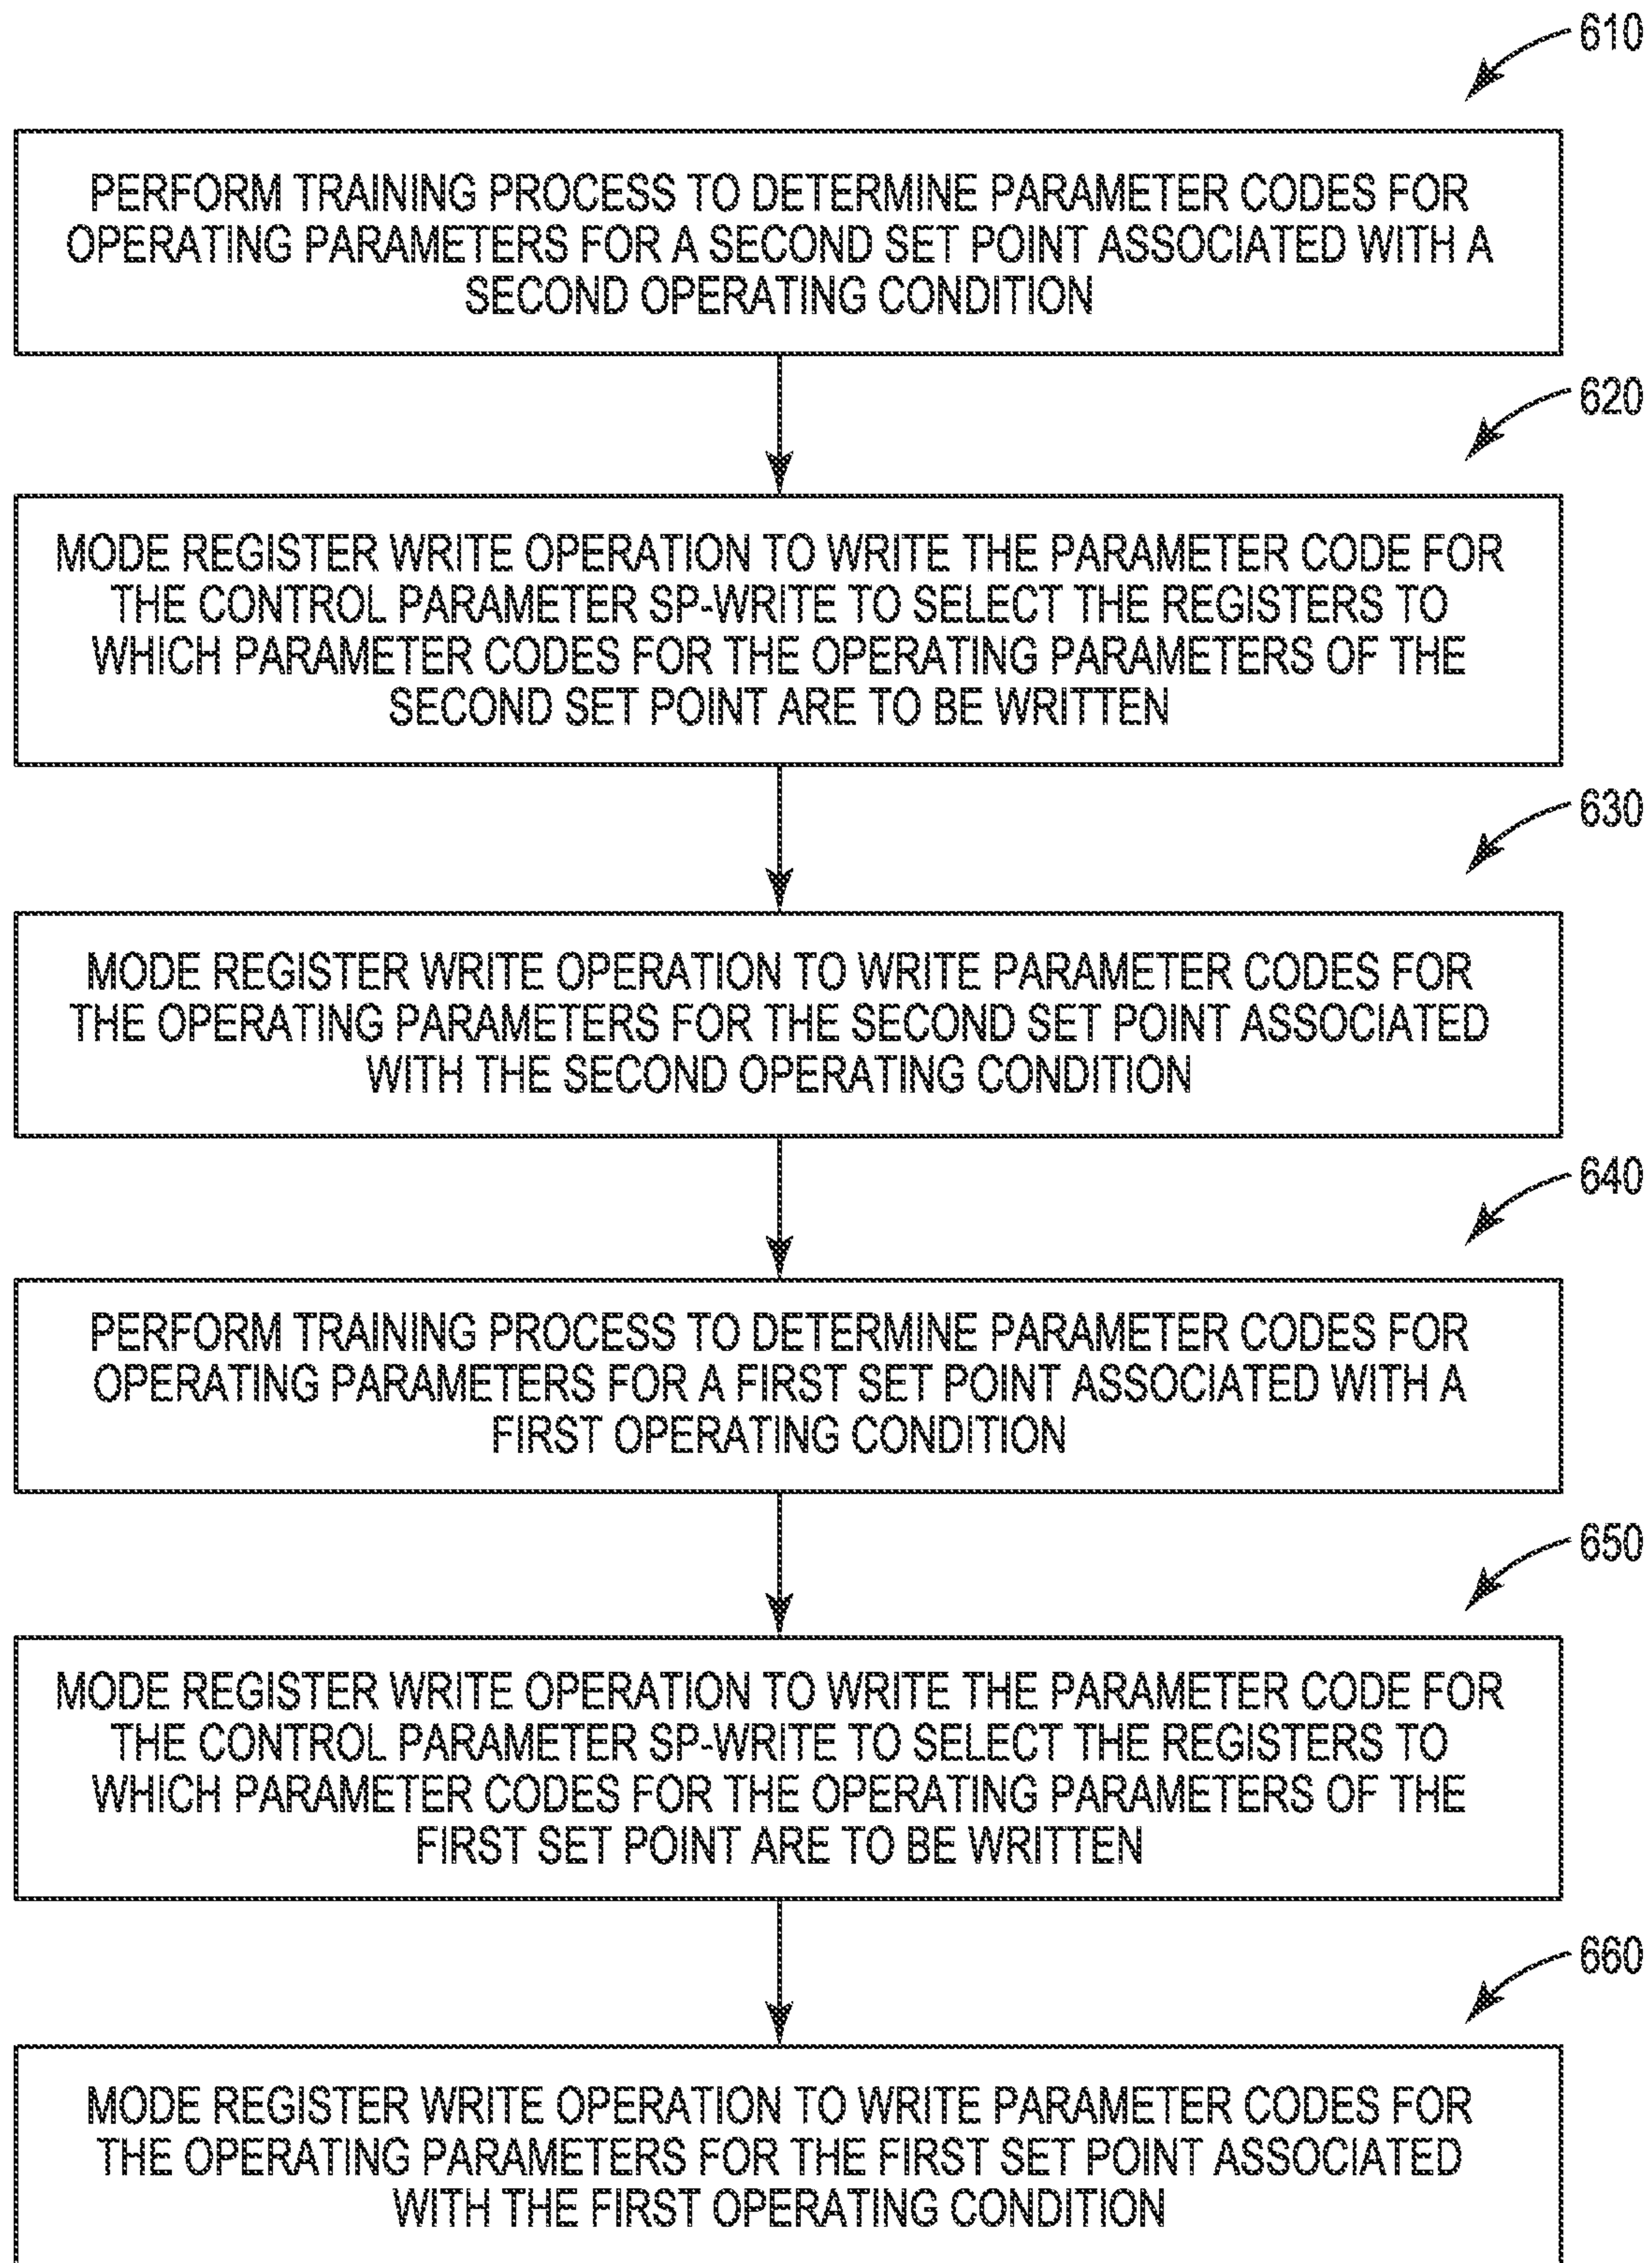 610
PERFORM TRAINING PROCESS TO DETERMINE PARAMETER CODES FOR
OPERATING PARAMETERS FOR A SECOND SET POINT ASSOCIATED WITH A
SECOND OPERATING CONDITION
620
MODE REGISTER WRITE OPERATION TO WRITE THE PARAMETER CODE FOR
THE CONTROL PARAMETER SP-WRITE TO SELECT THE REGISTERS TO
WHICH PARAMETER CODES FOR THE OPERATING PARAMETERS OF THE
SECOND SET POINT ARE TO BE WRITTEN
630
MODE REGISTER WRITE OPERATION TO WRITE PARAMETER CODES FOR
THE OPERATING PARAMETERS FOR THE SECOND SET POINT ASSOCIATED
WITH THE SECOND OPERATING CONDITION
640
PERFORM TRAINING PROCESS TO DETERMINE PARAMETER CODES FOR
OPERATING PARAMETERS FOR A FIRST SET POINT ASSOCIATED WITH A
FIRST OPERATING CONDITION
650
MODE REGISTER WRITE OPERATION TO WRITE THE PARAMETER CODE FOR
THE CONTROL PARAMETER SP-WRITE TO SELECT THE REGISTERS TO
WHICH PARAMETER CODES FOR THE OPERATING PARAMETERS OF THE
FIRST SET POINT ARE TO BE WRITTEN
660
MODE REGISTER WRITE OPERATION TO WRITE PARAMETER CODES FOR
THE OPERATING PARAMETERS FOR THE FIRST SET POINT ASSOCIATED
WITH THE FIRST OPERATING CONDITION